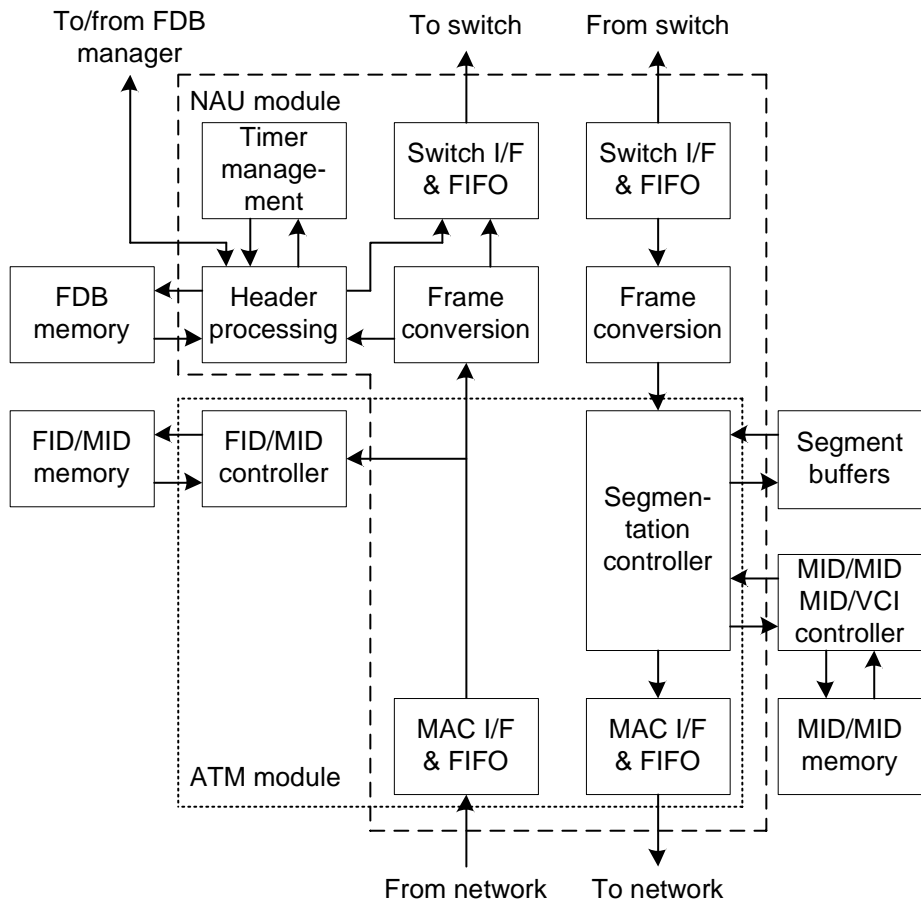 To/from FDB
manager
To switch
From switch
NAU module
Timer
manage-
ment
Switch I/F
& FIFO
Switch I/F
& FIFO
FDB
memory
Header
processing
Frame
conversion
Frame
conversion
FID/MID
memory
FID/MID
controller
Segmen-
tation
controller
Segment
buffers
MID/MID
MID/VCI
controller
MAC I/F
& FIFO
MAC I/F
& FIFO
MID/MID
memory
ATM module
From network
To network